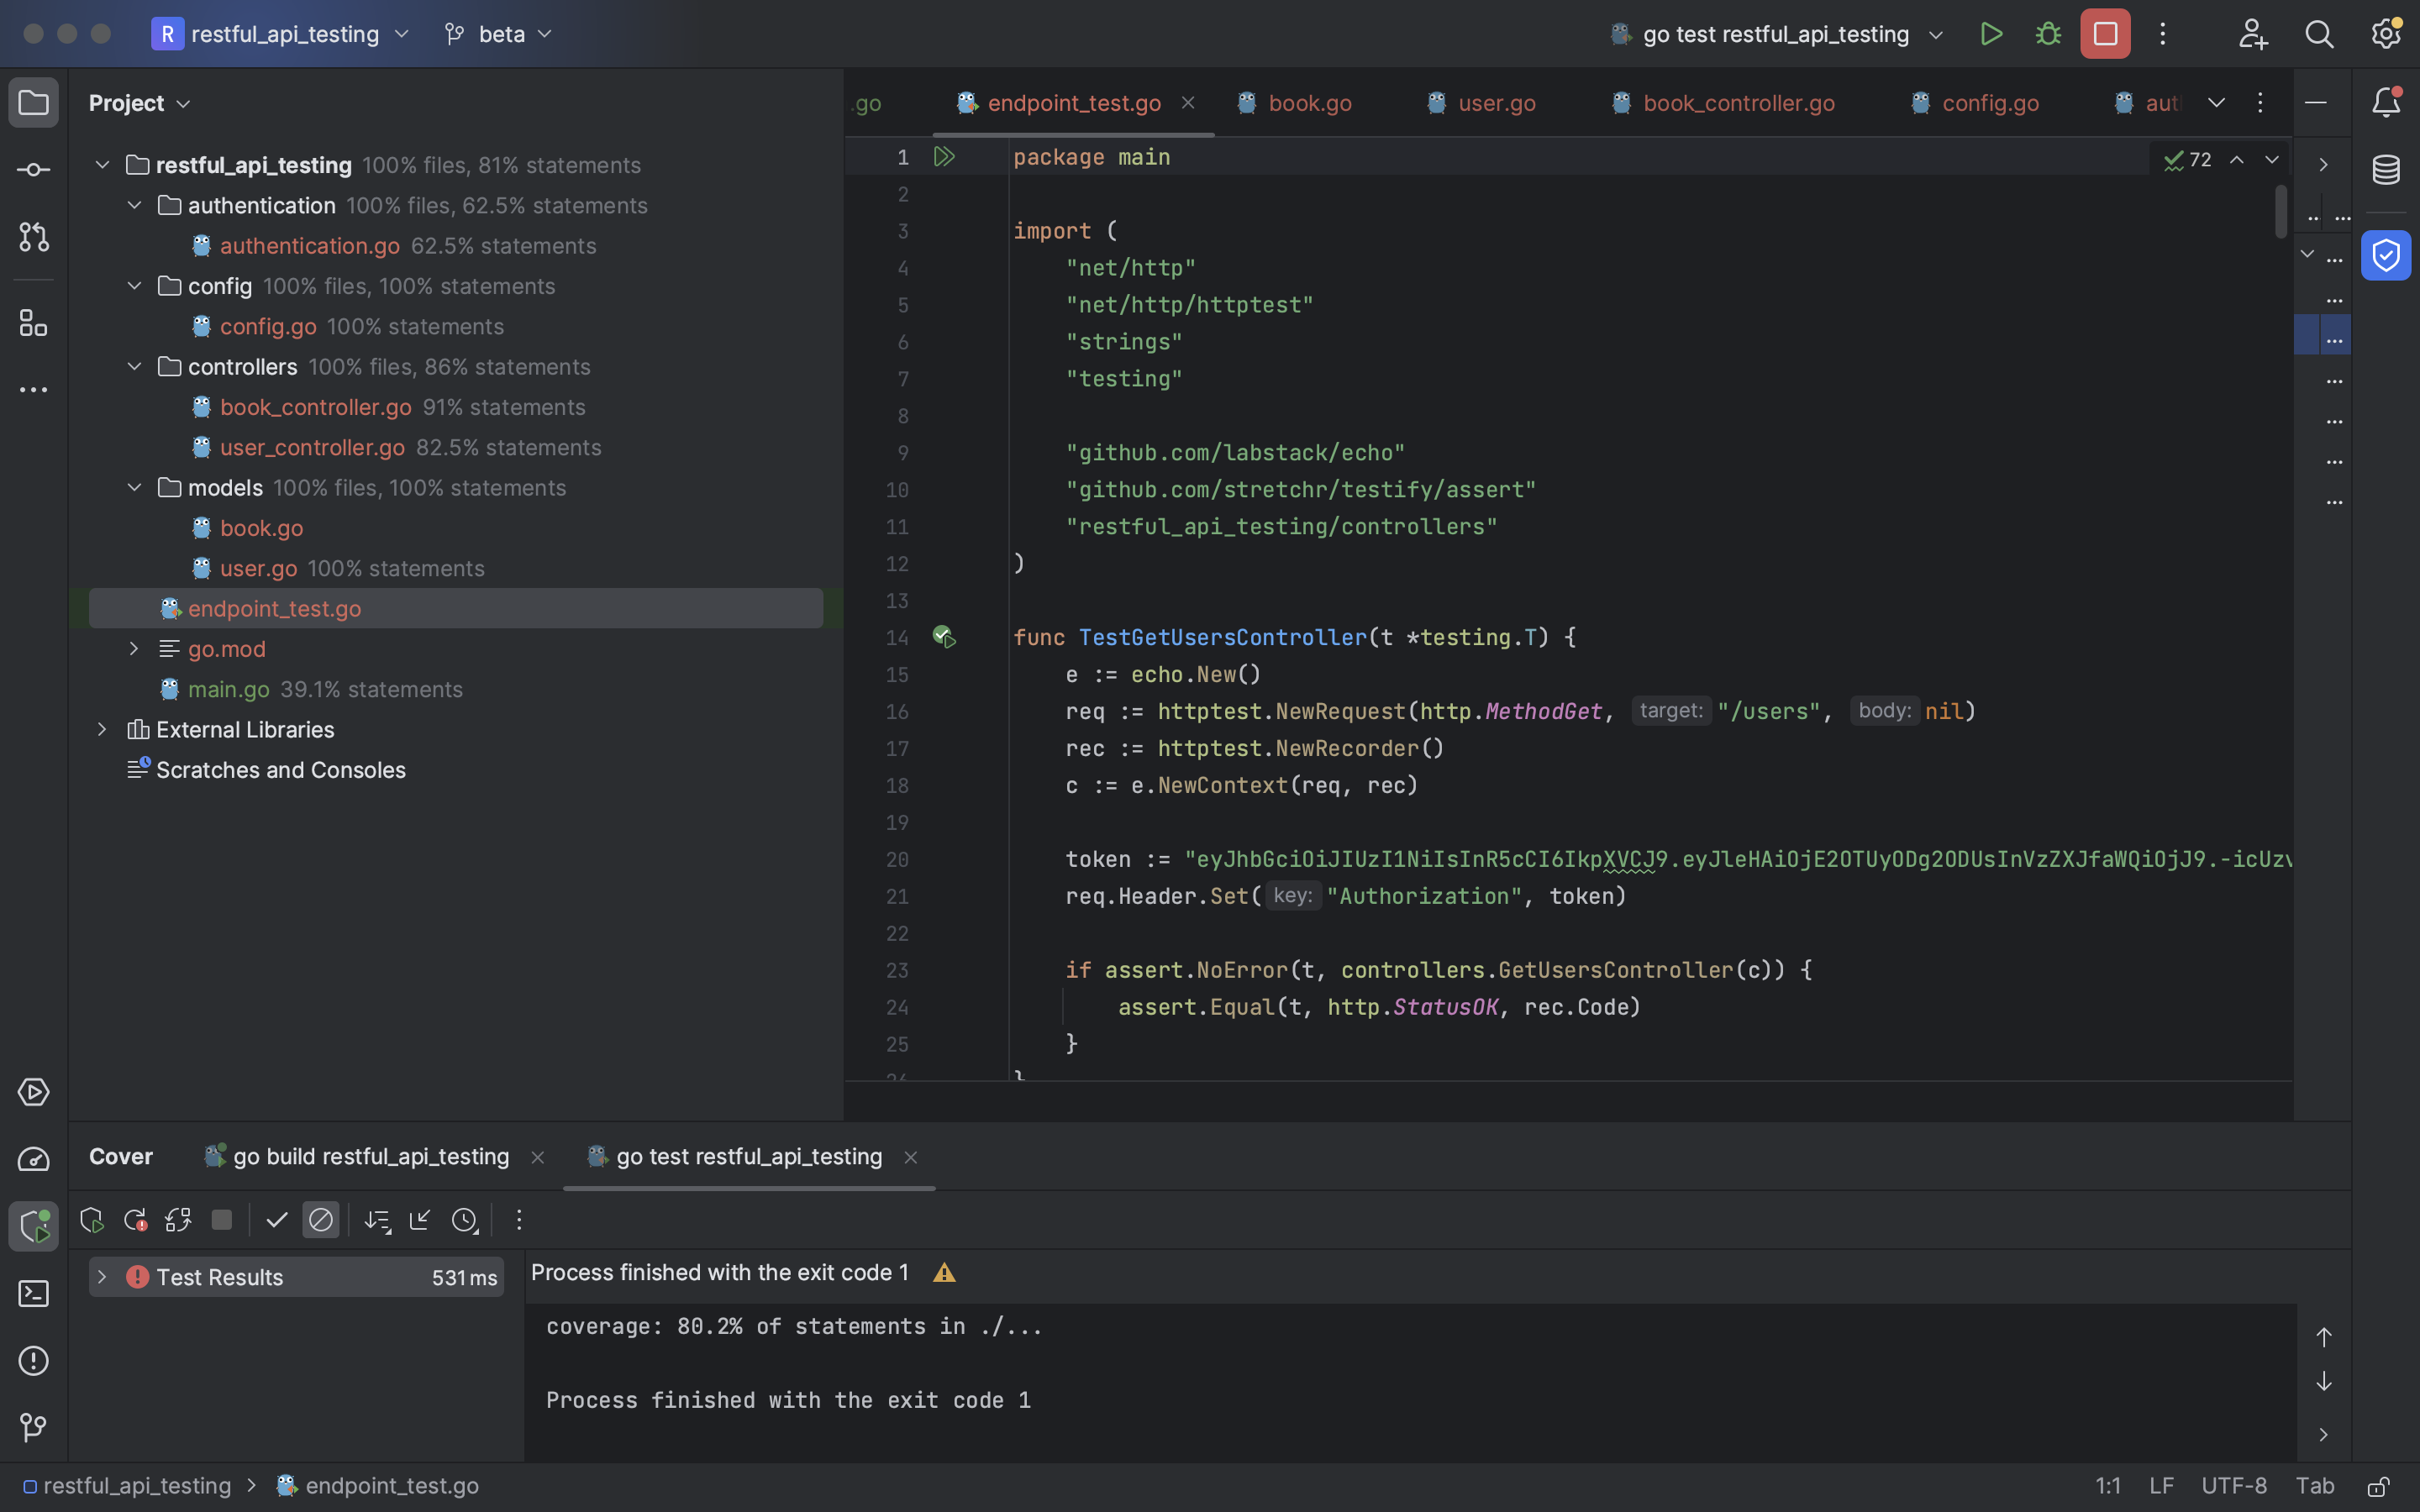 R restful_api_testing beta go test restful_api_testing
Project
.go endpoint_test.go book.go user.go book_controller.go config.go
restful_api_testing 100% files, 81% statements
authentication 100% files, 62.5% statements
authentication.go 62.5% statements
config 100% files, 100% statements
config.go 100% statements
controllers 100% files, 86% statements
book_controller.go 91% statements
user_controller.go 82.5% statements
models 100% files, 100% statements
book.go
user.go 100% statements
endpoint_test.go
go.mod
main.go 39.1% statements
External Libraries
Scratches and Consoles
72
1 package main
2
3 import (
4 "net/http"
5 "net/http/httptest"
6 "strings"
7 "testing"
8
9 "github.com/labstack/echo"
10 "github.com/stretchr/testify/assert"
11 "restful_api_testing/controllers"
12 )
13
14 func TestGetUsersController(t *testing.T) {
15 e := echo.New()
16 req := httptest.NewRequest(http.MethodGet, target: "/users", body: nil)
17 rec := httptest.NewRecorder()
18 c := e.NewContext(req, rec)
19
20 token := "eyJhbGciOiJIUzI1NiIsInR5cCI6IkpXVCJ9.eyJleHAiOjE2OTUyODg2ODUsInVzZXJfaWQiOjJ9.-icUzv
21 req.Header.Set( key: "Authorization", token)
22
23 if assert.NoError(t, controllers.GetUsersController(c)) {
24 assert.Equal(t, http.StatusOK, rec.Code)
25 }
Cover go build restful_api_testing go test restful_api_testing
Test Results 531 ms
Process finished with the exit code 1
coverage: 80.2% of statements in ./...
Process finished with the exit code 1
restful_api_testing endpoint_test.go
1:1 LF UTF-8 Tab